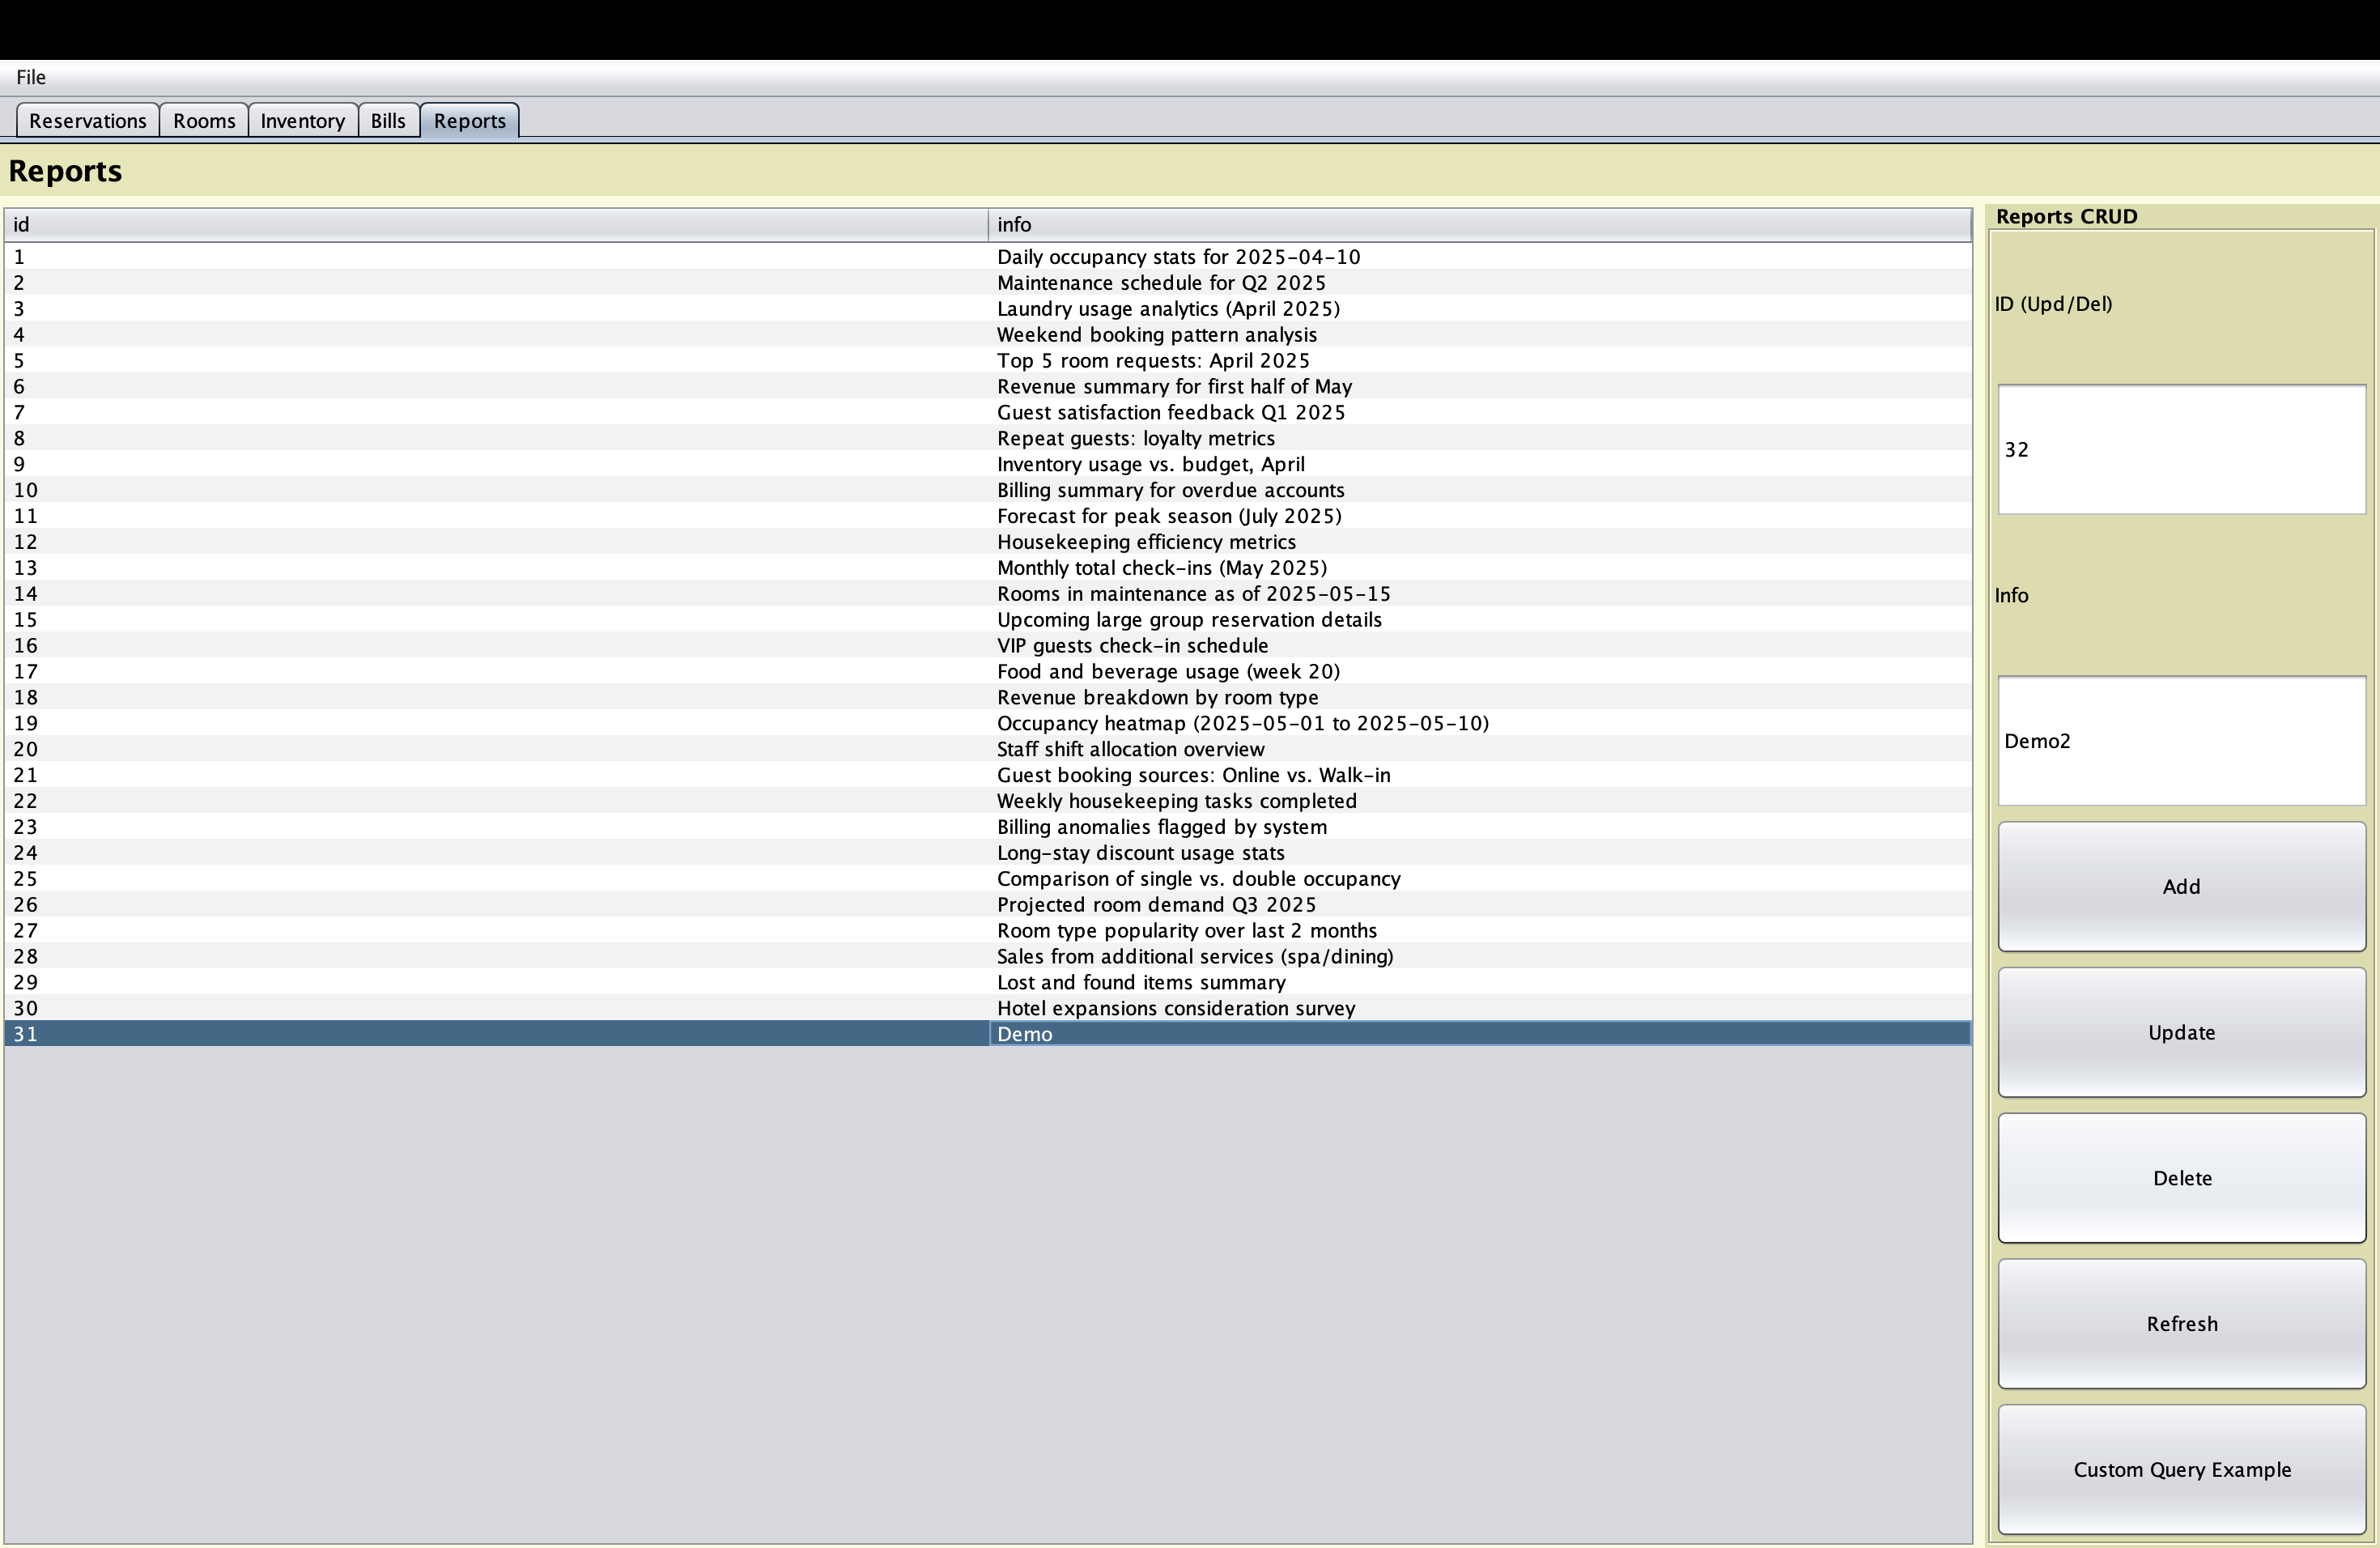 File
Reservations Rooms Inventory Bills Reports
Reports
id info
1 Daily occupancy stats for 2025-04-10
2 Maintenance schedule for Q2 2025
3 Laundry usage analytics (April 2025)
4 Weekend booking pattern analysis
5 Top 5 room requests: April 2025
6 Revenue summary for first half of May
7 Guest satisfaction feedback Q1 2025
8 Repeat guests: loyalty metrics
9 Inventory usage vs. budget, April
10 Billing summary for overdue accounts
11 Forecast for peak season (July 2025)
12 Housekeeping efficiency metrics
13 Monthly total check-ins (May 2025)
14 Rooms in maintenance as of 2025-05-15
15 Upcoming large group reservation details
16 VIP guests check-in schedule
17 Food and beverage usage (week 20)
18 Revenue breakdown by room type
19 Occupancy heatmap (2025-05-01 to 2025-05-10)
20 Staff shift allocation overview
21 Guest booking sources: Online vs. Walk-in
22 Weekly housekeeping tasks completed
23 Billing anomalies flagged by system
24 Long-stay discount usage stats
25 Comparison of single vs. double occupancy
26 Projected room demand Q3 2025
27 Room type popularity over last 2 months
28 Sales from additional services (spa/dining)
29 Lost and found items summary
30 Hotel expansions consideration survey
31 Demo
Reports CRUD
ID (Upd/Del)
32
Info
Demo2
Add
Update
Delete
Refresh
Custom Query Example